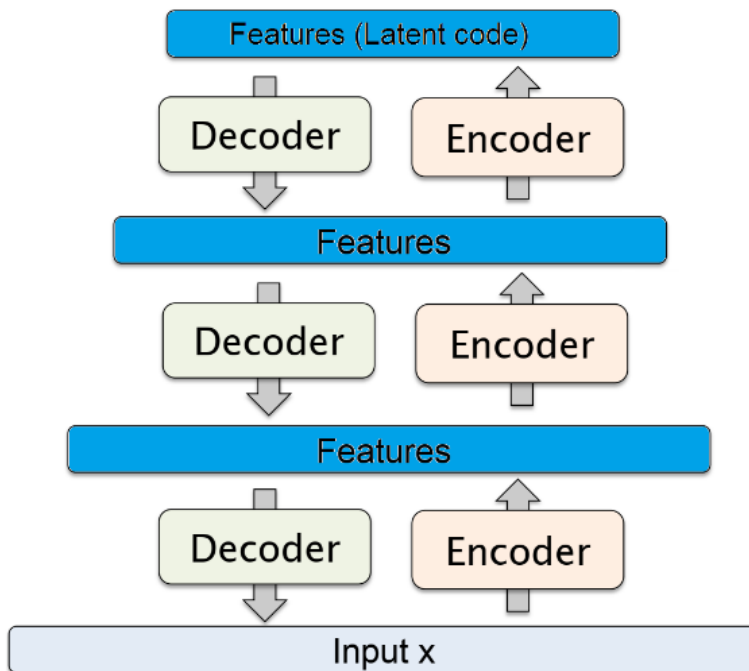 Features (Latent code)
Decoder
Encoder
Features
Decoder
Encoder
Features
Decoder
Encoder
Input x